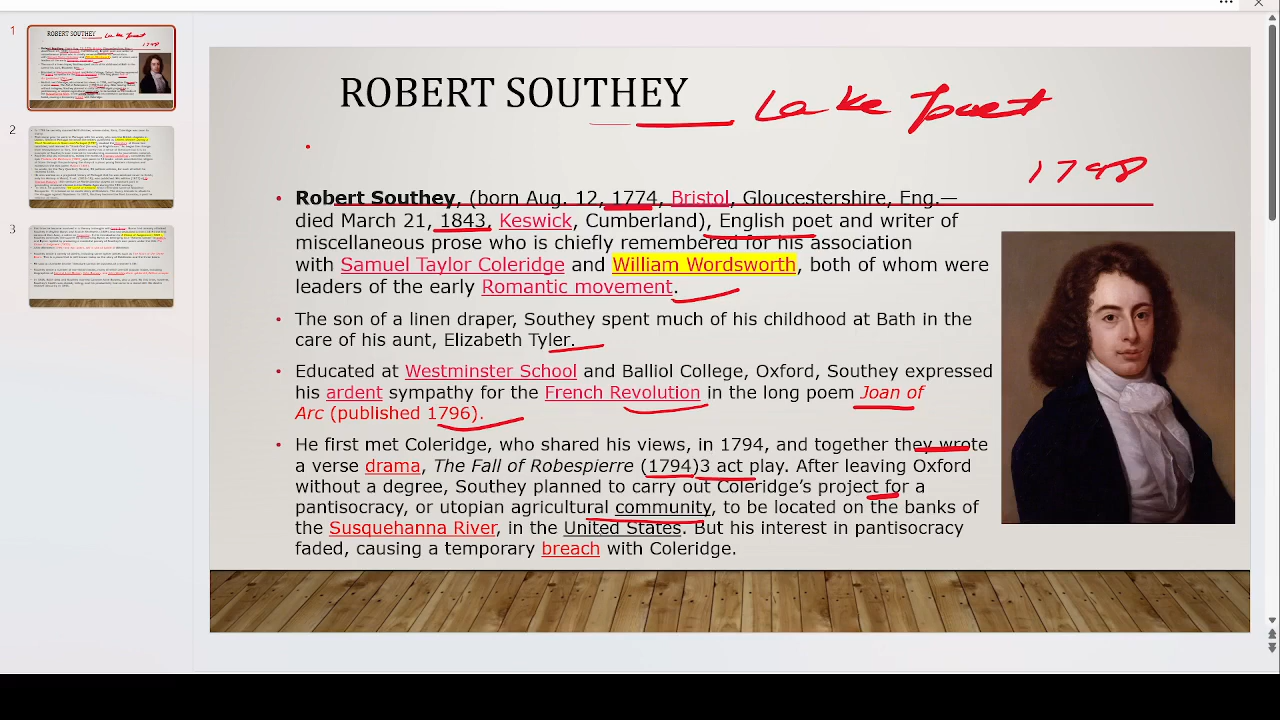 1
2
3
ROBERT SOUTHEY
Lake Poet
1798
Robert Southey, (born Aug. 12, 1774, Bristol, Gloucestershire, Eng.—
died March 21, 1843, Keswick, Cumberland), English poet and writer of
miscellaneous prose who is chiefly remembered for his association
with Samuel Taylor Coleridge and William Wordsworth, both of whom were
leaders of the early Romantic movement.
The son of a linen draper, Southey spent much of his childhood at Bath in the
care of his aunt, Elizabeth Tyler.
Educated at Westminster School and Balliol College, Oxford, Southey expressed
his ardent sympathy for the French Revolution in the long poem Joan of
Arc (published 1796).
He first met Coleridge, who shared his views, in 1794, and together they wrote
a verse drama, The Fall of Robespierre (1794)3 act play. After leaving Oxford
without a degree, Southey planned to carry out Coleridge's project for a
pantisocracy, or utopian agricultural community, to be located on the banks of
the Susquehanna River, in the United States. But his interest in pantisocracy
faded, causing a temporary breach with Coleridge.